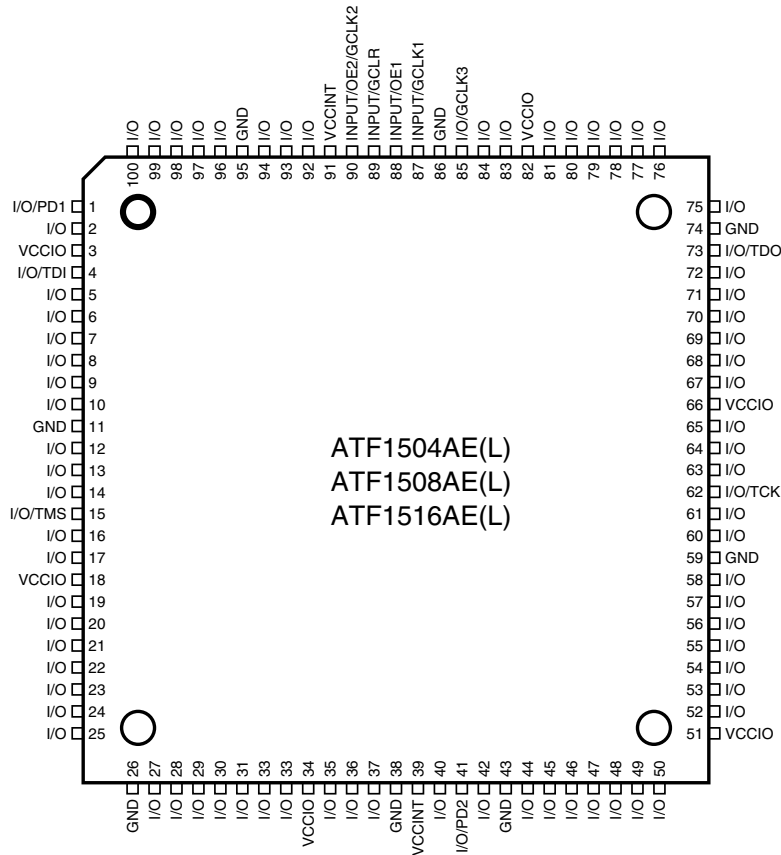 I/O 100
I/O 99
I/O 98
I/O 97
I/O 96
GND 95
I/O 94
I/O 93
I/O 92
VCCINT 91
INPUT/OE2/GCLK2 90
INPUT/GCLR 89
INPUT/OE1 88
INPUT/GCLK1 87
GND 86
I/O/GCLK3 85
I/O 84
I/O 83
VCCIO 82
I/O 81
I/O 80
I/O 79
I/O 78
I/O 77
I/O 76
I/O/PD1 1
I/O 2
VCCIO 3
I/O/TDI 4
I/O 5
I/O 6
I/O 7
I/O 8
I/O 9
I/O 10
GND 11
I/O 12
I/O 13
I/O 14
I/O/TMS 15
I/O 16
I/O 17
VCCIO 18
I/O 19
I/O 20
I/O 21
I/O 22
I/O 23
I/O 24
I/O 25
ATF1504AE(L)
ATF1508AE(L)
ATF1516AE(L)
75 I/O
74 GND
73 I/O/TDO
72 I/O
71 I/O
70 I/O
69 I/O
68 I/O
67 I/O
66 VCCIO
65 I/O
64 I/O
63 I/O
62 I/O/TCK
61 I/O
60 I/O
59 GND
58 I/O
57 I/O
56 I/O
55 I/O
54 I/O
53 I/O
52 I/O
51 VCCIO
GND 26
I/O 27
I/O 28
I/O 29
I/O 30
I/O 31
I/O 33
I/O 33
VCCIO 34
I/O 35
I/O 36
I/O 37
GND 38
VCCINT 39
I/O 40
I/O/PD2 41
I/O 42
GND 43
I/O 44
I/O 45
I/O 46
I/O 47
I/O 48
I/O 49
I/O 50